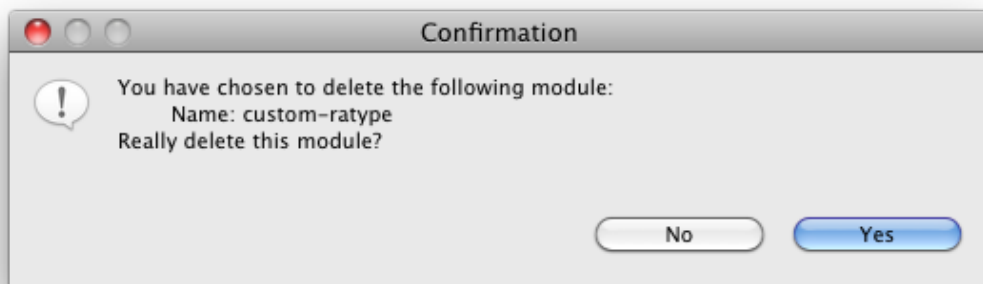 Confirmation
You have chosen to delete the following module:
Name: custom-ratype
Really delete this module?
No
Yes